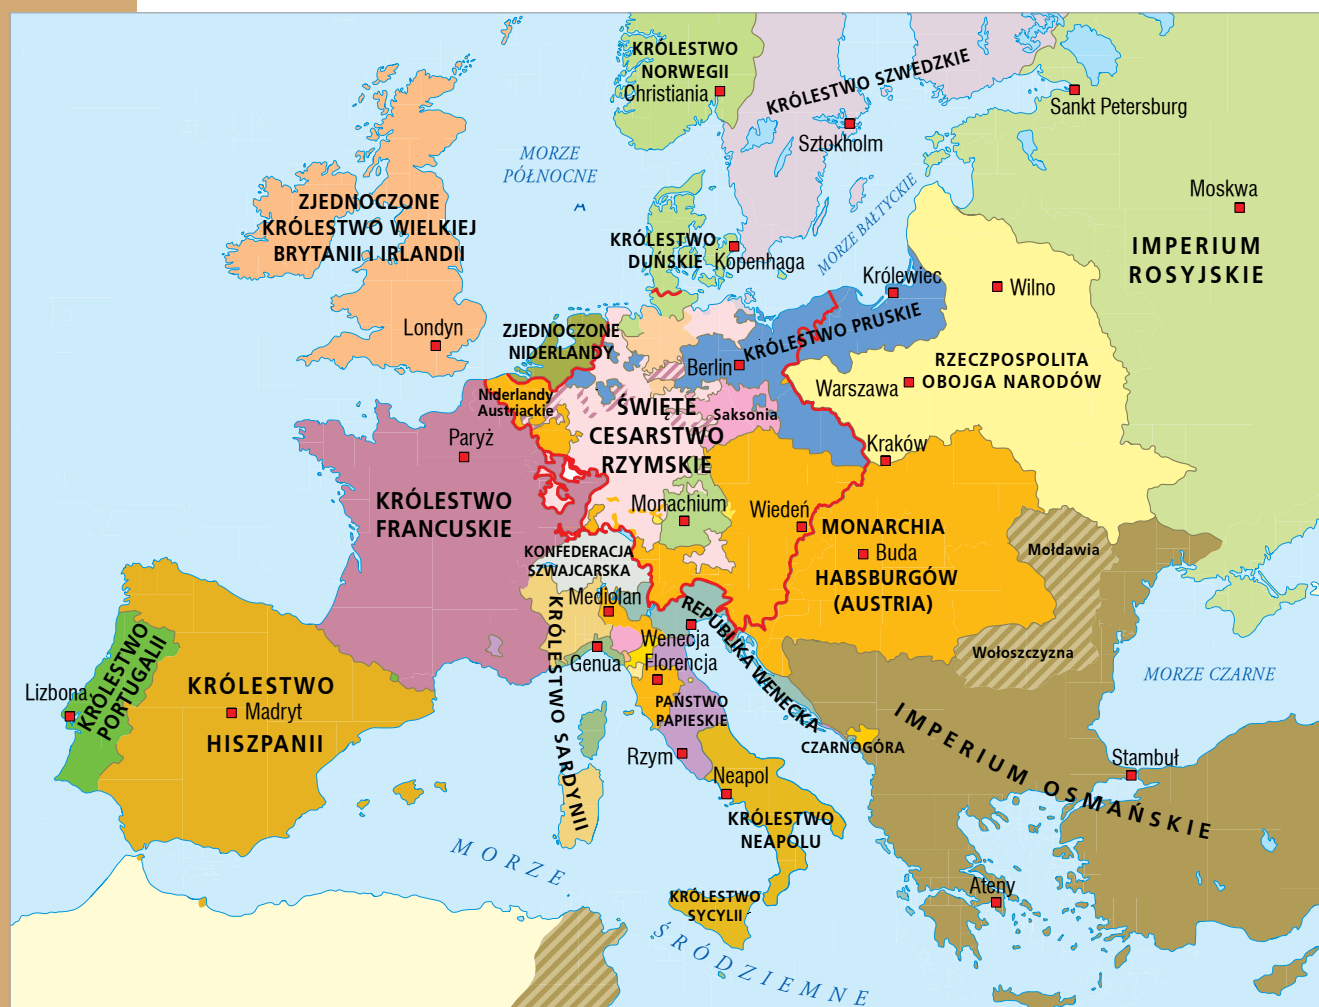 KRÓLESTWO
NORWEGII
Christiania
KRÓLESTWO SZWEDZKIE
Sankt Petersburg
Sztokholm
MORZE
PÓŁNOCNE
Moskwa
ZJEDNOCZONE
KRÓLESTWO WIELKIEJ
BRYTANII I IRLANDII
KRÓLESTWO
DUŃSKIE
Kopenhaga
MORZE BAŁTYCKIE
IMPERIUM
ROSYJSKIE
Królewiec
Wilno
Londyn
ZJEDNOCZONE
NIDERLANDY
KRÓLESTWO PRUSKIE
Berlin
RZECZPOSPOLITA
OBOJGA NARODÓW
Warszawa
Niderlandy
Austriackie
ŚWIĘTE
CESARSTWO
RZYMSKIE
Saksonia
Paryż
Kraków
KRÓLESTWO
FRANCUSKIE
Monachium
Wiedeń
MONARCHIA
Buda
HABSBURGÓW
(AUSTRIA)
Mołdawia
KONFEDERACJA
SZWAJCARSKA
Mediolan
REPUBLIKA WENECKA
Wenecja
Genua
Florencja
Wołoszczyzna
MORZE CZARNE
KRÓLESTWO
PORTUGALII
Lizbona
KRÓLESTWO
Madryt
HISZPANII
KRÓLESTWO SARDYNII
PAŃSTWO
PAPIESKIE
Rzym
CZARNOGÓRA
IMPERIUM OSMAŃSKIE
Stambuł
Neapol
KRÓLESTWO
NEAPOLU
KRÓLESTWO
SYCYLII
Ateny
MORZE
ŚRÓDZIEMNE